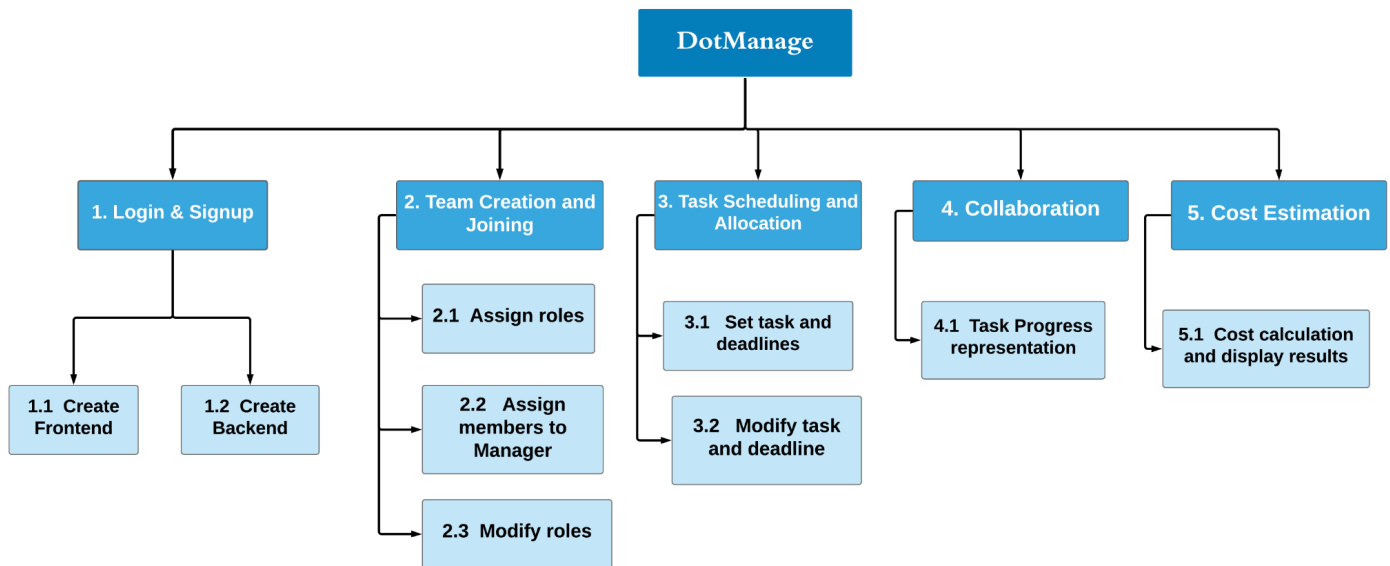 DotManage
1. Login & Signup
2. Team Creation and
Joining
3. Task Scheduling and
Allocation
4. Collaboration
5. Cost Estimation
1.1 Create
Frontend
1.2 Create
Backend
2.1 Assign roles
2.2 Assign
members to
Manager
2.3 Modify roles
3.1 Set task and
deadlines
3.2 Modify task
and deadline
4.1 Task Progress
representation
5.1 Cost calculation
and display results